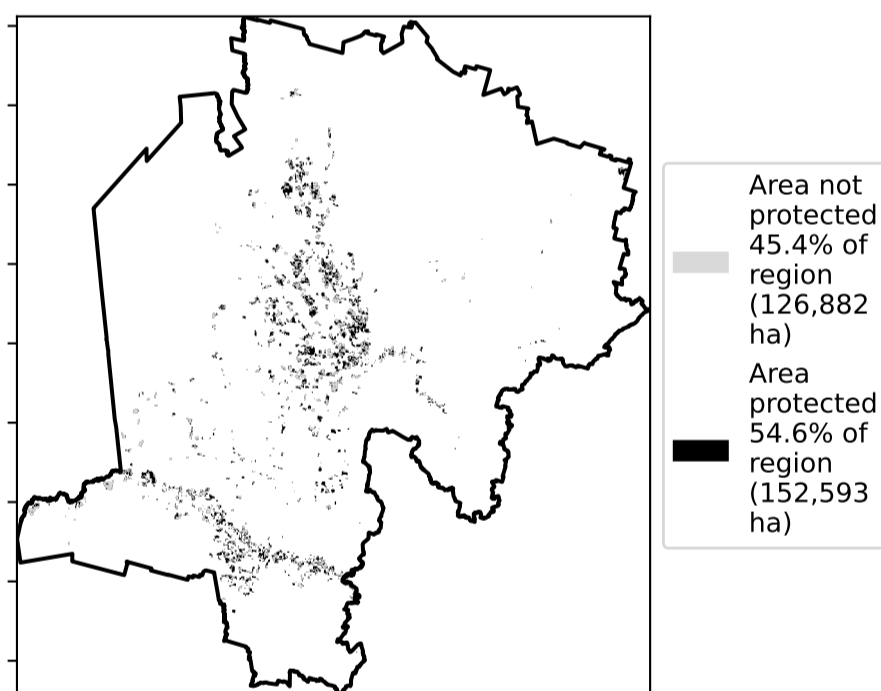 Area not
protected
45.4% of
region
(126,882
ha)
Area
protected
54.6% of
region
(152,593
ha)